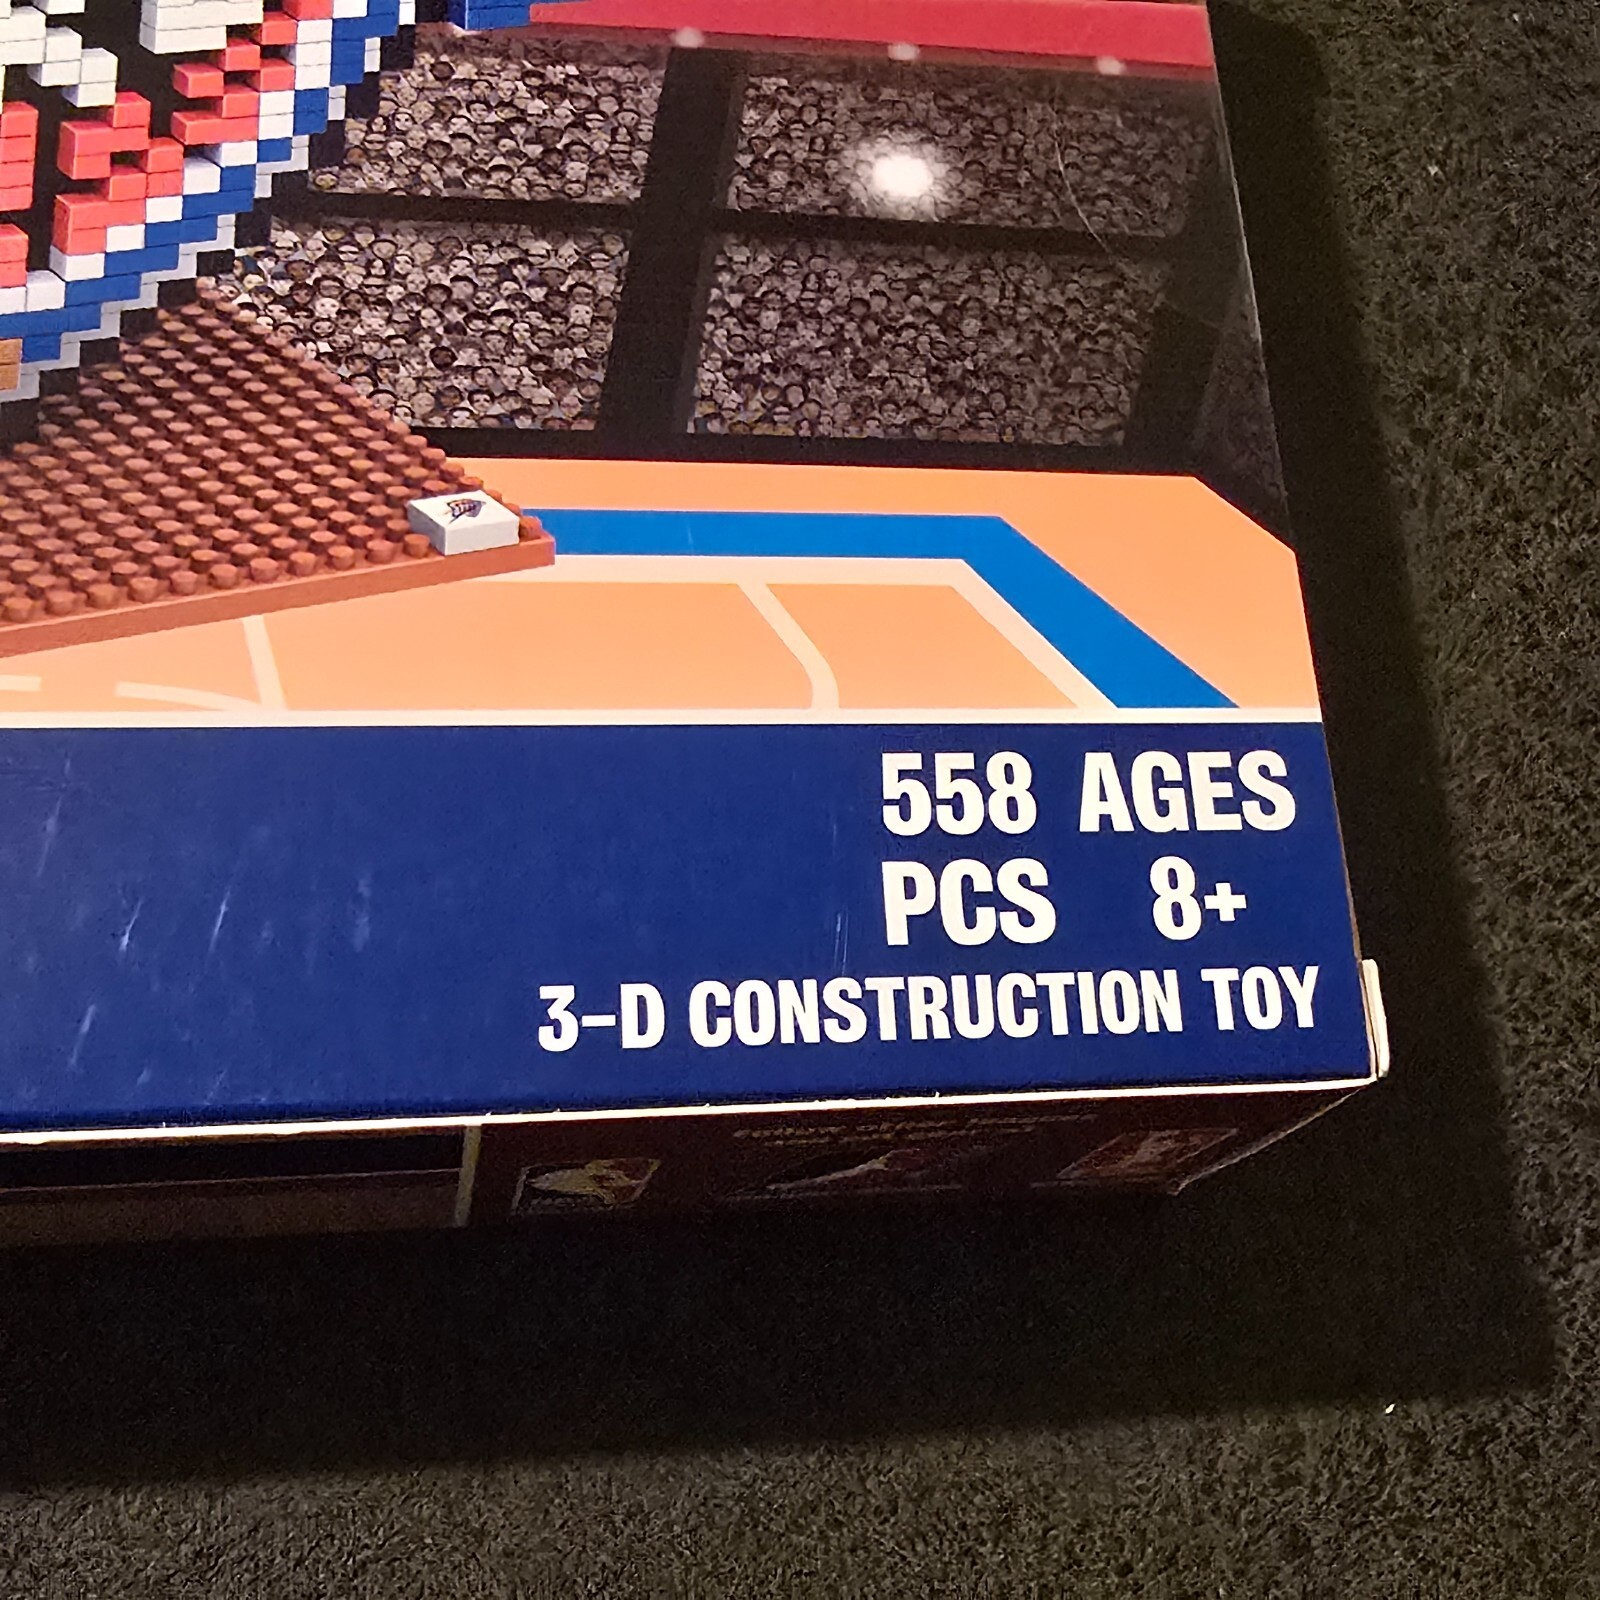 558 AGES
PCS 8+
3-D CONSTRUCTION TOY